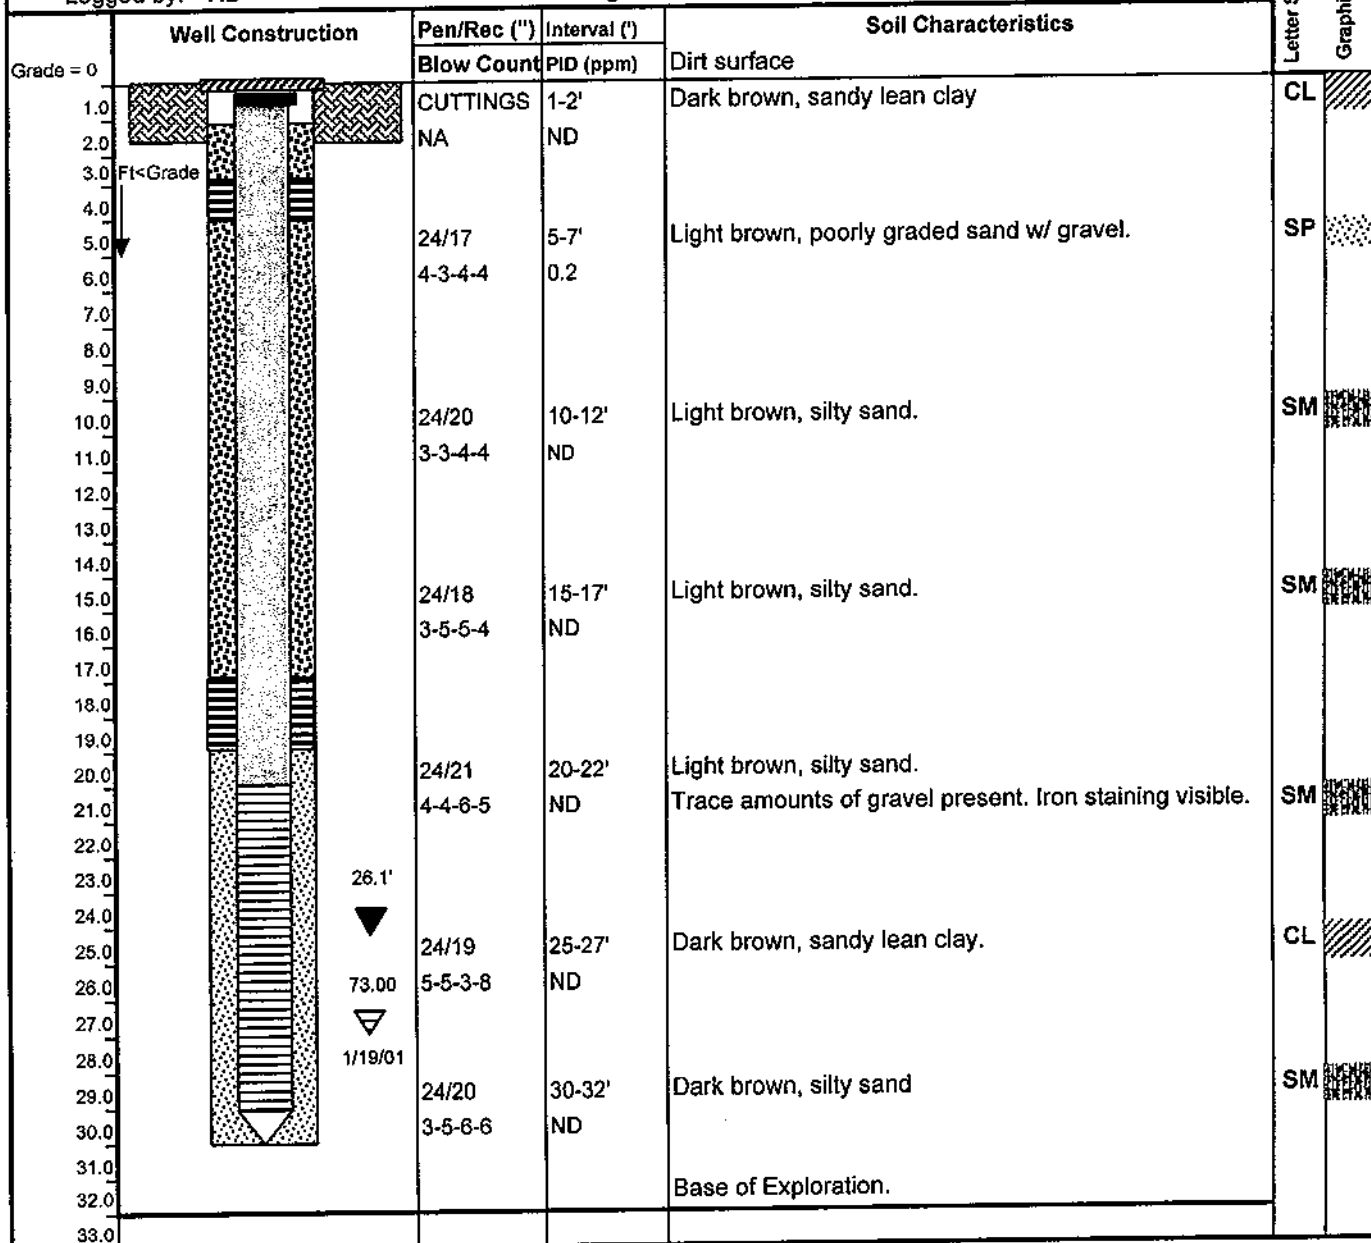 Well Construction
Pen/Rec (")
Interval (')
Soil Characteristics
Grade = 0
Blow Count
PID (ppm)
Dirt surface
1.0
CUTTINGS
1-2'
Dark brown, sandy lean clay
CL
2.0
NA
ND
3.0
Ft<Grade
4.0
5.0
24/17
5-7'
Light brown, poorly graded sand w/ gravel.
SP
6.0
4-3-4-4
0.2
7.0
8.0
9.0
10.0
24/20
10-12'
Light brown, silty sand.
SM
11.0
3-3-4-4
ND
12.0
13.0
14.0
15.0
24/18
15-17'
Light brown, silty sand.
SM
16.0
3-5-5-4
ND
17.0
18.0
19.0
20.0
24/21
20-22'
Light brown, silty sand.
21.0
4-4-6-5
ND
Trace amounts of gravel present. Iron staining visible.
SM
22.0
23.0
26.1'
24.0
25.0
24/19
25-27'
Dark brown, sandy lean clay.
CL
26.0
73.00
5-5-3-8
ND
27.0
28.0
1/19/01
29.0
24/20
30-32'
Dark brown, silty sand
SM
30.0
3-5-6-6
ND
31.0
32.0
Base of Exploration.
33.0
Letter